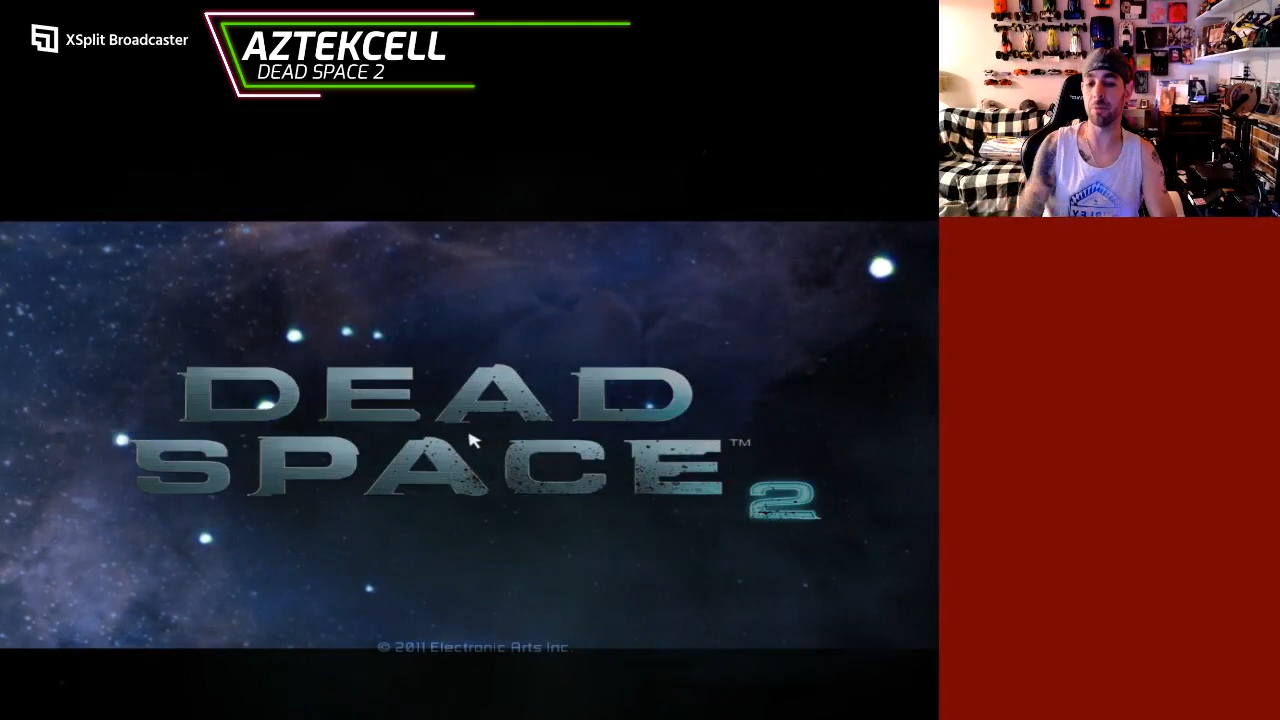 XSplit Broadcaster
AZTEKCELL
DEAD SPACE 2
DEAD
SPACE™
2
© 2011 Electronic Arts Inc.